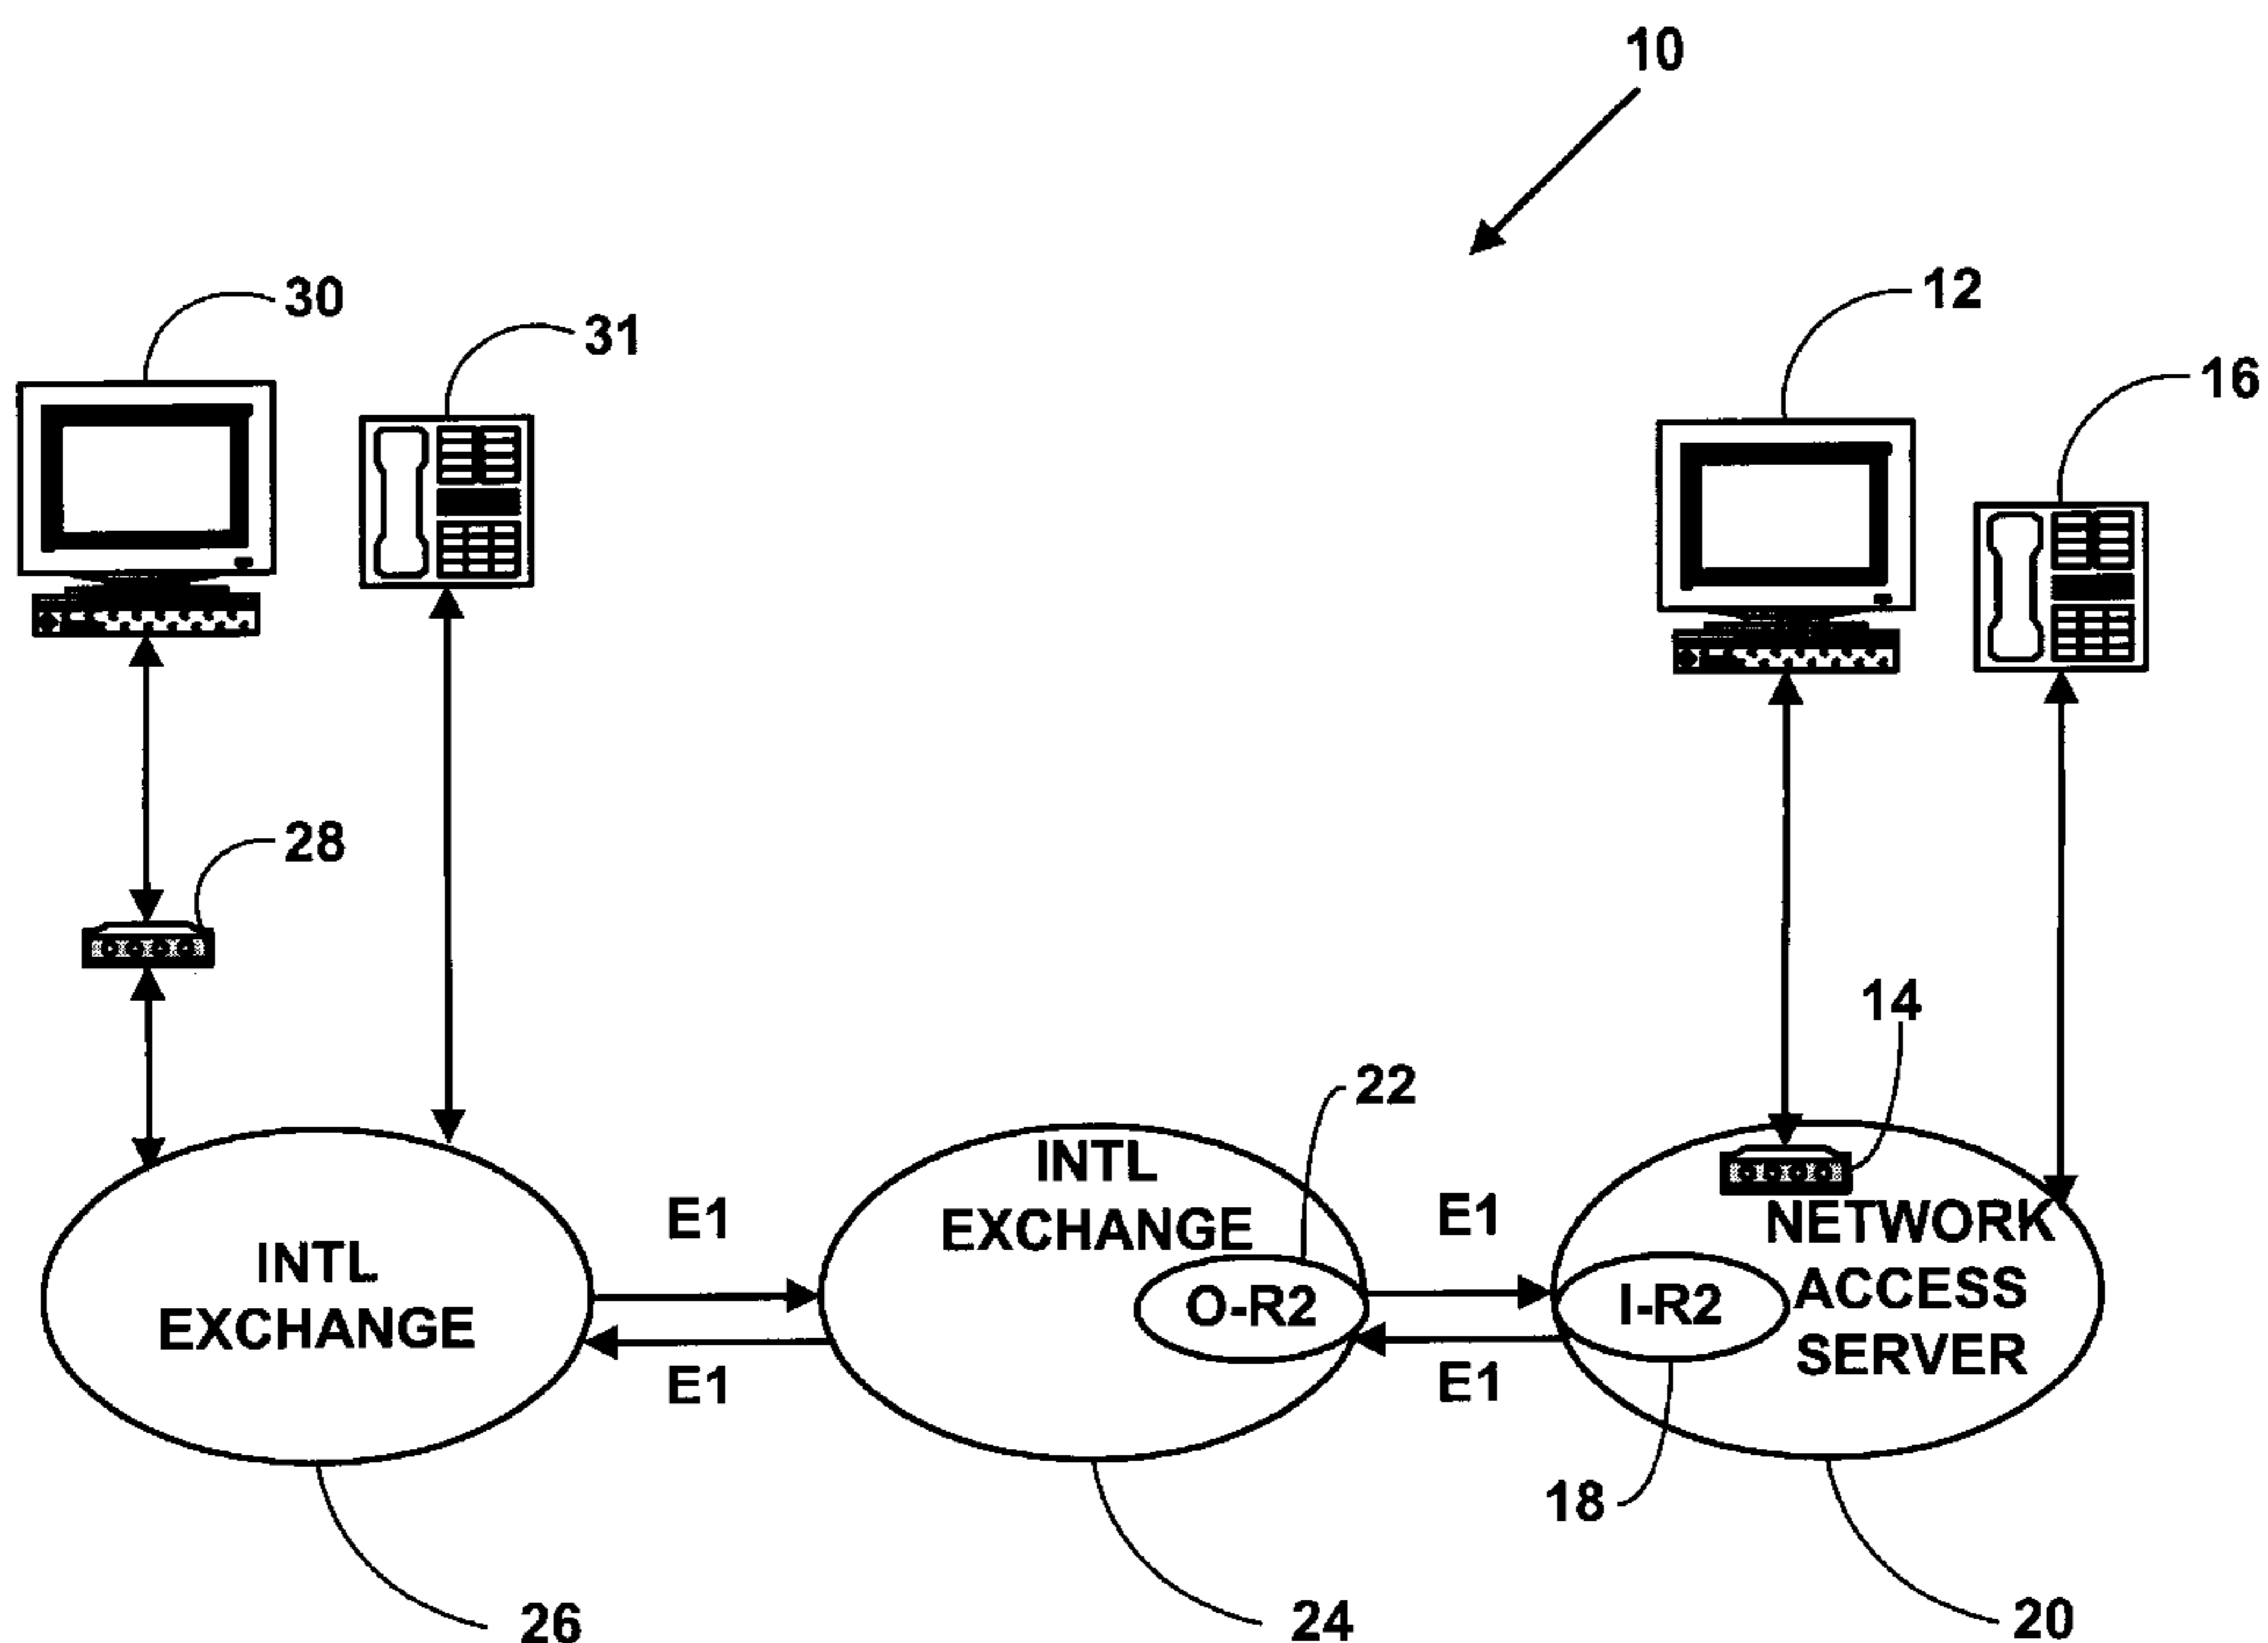 10
30
31
12
16
28
14
22
INTL
EXCHANGE
E1
E1
INTL
EXCHANGE
O-R2
E1
E1
I-R2
NETWORK
ACCESS
SERVER
18
26
24
20